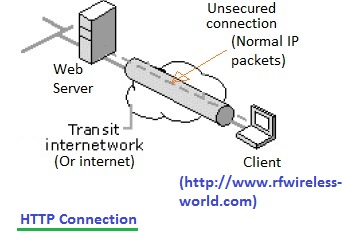 Unsecured
connection
(Normal IP
packets)
Web
Server
Transit
internetwork
(Or internet)
Client
(http://www.rfwireless-
world.com)
HTTP Connection